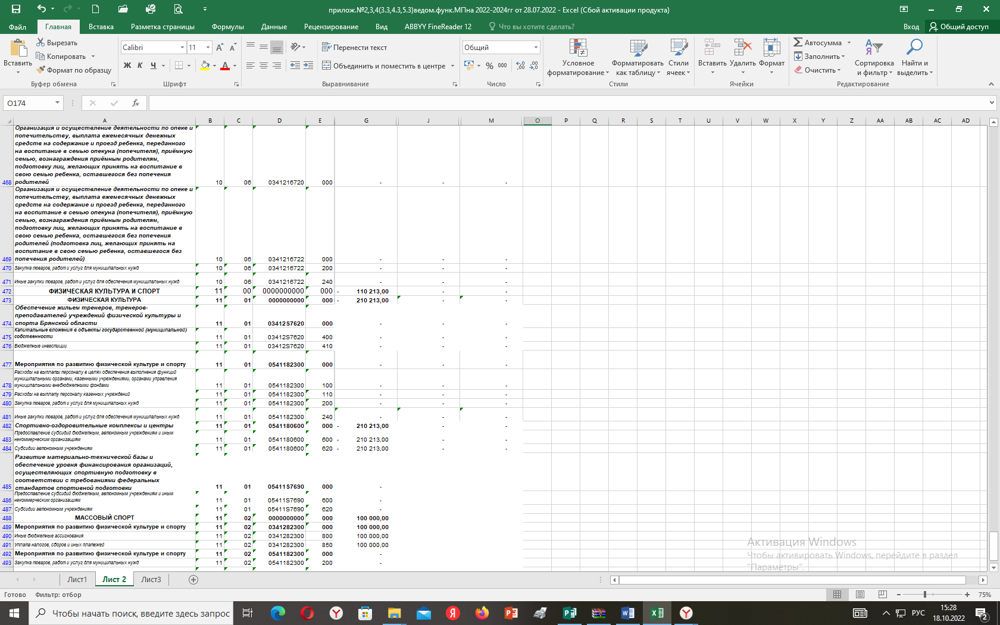 прилож.№2,3,4(3.3,4.3,5.3)ведом.функ.МПна 2022-2024гг от 28.07.2022 - Excel (Сбой активации продукта)
Файл Главная Вставка Разметка страницы Формулы Данные Рецензирование Вид ABBYY FineReader 12 Что вы хотите сделать? Вход Общий доступ
Вставить
Вырезать
Копировать
Формат по образцу
Буфер обмена
Calibri 11
Ж К Ч
Шрифт
Перенести текст
Объединить и поместить в центре
Выравнивание
Общий
% 000
Число
Условное форматирование
Форматировать как таблицу
Стили ячеек
Стили
Вставить Удалить Формат
Ячейки
Автосумма
Заполнить
Очистить
Сортировка и фильтр
Найти и выделить
Редактирование
O174 fx
A B C D E G J M O P Q R S T U V W X Y Z AA AB AC AD
Организация и осуществление деятельности по опеке и
попечительству, выплата ежемесячных денежных
средств на содержание и проезд ребенка, переданного
на воспитание в семью опекуна (попечителя), приёмную
семью, вознаграждения приёмным родителям,
подготовку лиц, желающих принять на воспитание в
свою семью ребенка, оставшегося без попечения
468 родителей 10 06 0341216720 000 - - -
Организация и осуществление деятельности по опеке и
попечительству, выплата ежемесячных денежных
средств на содержание и проезд ребенка, переданного
на воспитание в семью опекуна (попечителя), приёмную
семью, вознаграждения приёмным родителям,
подготовку лиц, желающих принять на воспитание в
свою семью ребенка, оставшегося без попечения
родителей (подготовка лиц, желающих принять на
воспитание в свою семью ребенка, оставшегося без
469 попечения родителей) 10 06 0341216722 000 - - -
470 Закупка товаров, работ и услуг для муниципальных нужд 10 06 0341216722 200 - - -
471 Иные закупки товаров, работ и услуг для обеспечения муниципальных нужд 10 06 0341216722 240 - - -
472 ФИЗИЧЕСКАЯ КУЛЬТУРА И СПОРТ 11 00 0000000000 000 - 110 213,00 - -
473 ФИЗИЧЕСКАЯ КУЛЬТУРА 11 01 0000000000 000 - 210 213,00 - -
Обеспечение жильем тренеров, тренеров-
преподавателей учреждений физической культуры и
474 спорта Брянской области 11 01 03412S7620 000 - - -
Капитальные вложения в объекты государственной (муниципальной)
475 собственности 11 01 03412S7620 400 - - -
476 Бюджетные инвестиции 11 01 03412S7620 410 - - -
477 Мероприятия по развитию физической культуре и спорту 11 01 0541182300 000 - - -
Расходы на выплаты персоналу в целях обеспечения выполнения функций
муниципальными органами, казенными учреждениями, органами управления
478 муниципальными внебюджетными фондами 11 01 0541182300 100 - - -
479 Расходы на выплату персоналу казенных учреждений 11 01 0541182300 110 - - -
480 Закупка товаров, работ и услуг для муниципальных нужд 11 01 0541182300 200 - - -
481 Иные закупки товаров, работ и услуг для обеспечения муниципальных нужд 11 01 0541182300 240 - - -
482 Спортивно-оздоровительные комплексы и центры 11 01 0541180600 000 - 210 213,00 - -
Предоставление субсидий бюджетным, автономным учреждениям и иным
483 некоммерческим организациям 11 01 0541180600 600 - 210 213,00 - -
484 Субсидии автономным учреждениям 11 01 0541180600 620 - 210 213,00 - -
Развитие материально-технической базы и
обеспечение уровня финансирования организаций,
осуществляющих спортивную подготовку в
соответствии с требованиями федеральных
485 стандартов спортивной подготовки 11 01 05411S7690 000 -
Предоставление субсидий бюджетным, автономным учреждениям и иным
486 некоммерческим организациям 11 01 05411S7690 600 -
487 Субсидии автономным учреждениям 11 01 05411S7690 620 -
488 МАССОВЫЙ СПОРТ 11 02 0000000000 000 100 000,00
489 Мероприятия по развитию физической культуре и спорту 11 02 0341282300 000 100 000,00
490 Иные бюджетные ассигнования 11 02 0341282300 800 100 000,00
491 Уплата налогов, сборов и иных платежей 11 02 0341282300 850 100 000,00
492 Мероприятия по развитию физической культуре и спорту 11 02 0541182300 000 -
493 Закупка товаров, работ и услуг для муниципальных нужд 11 02 0541182300 200 -
Активация Windows
Чтобы активировать Windows, перейдите в раздел
"Параметры".
Лист1 Лист 2 Лист3
Готово Фильтр: отбор 75%
Чтобы начать поиск, введите здесь запрос
РУС 15:28
18.10.2022 2